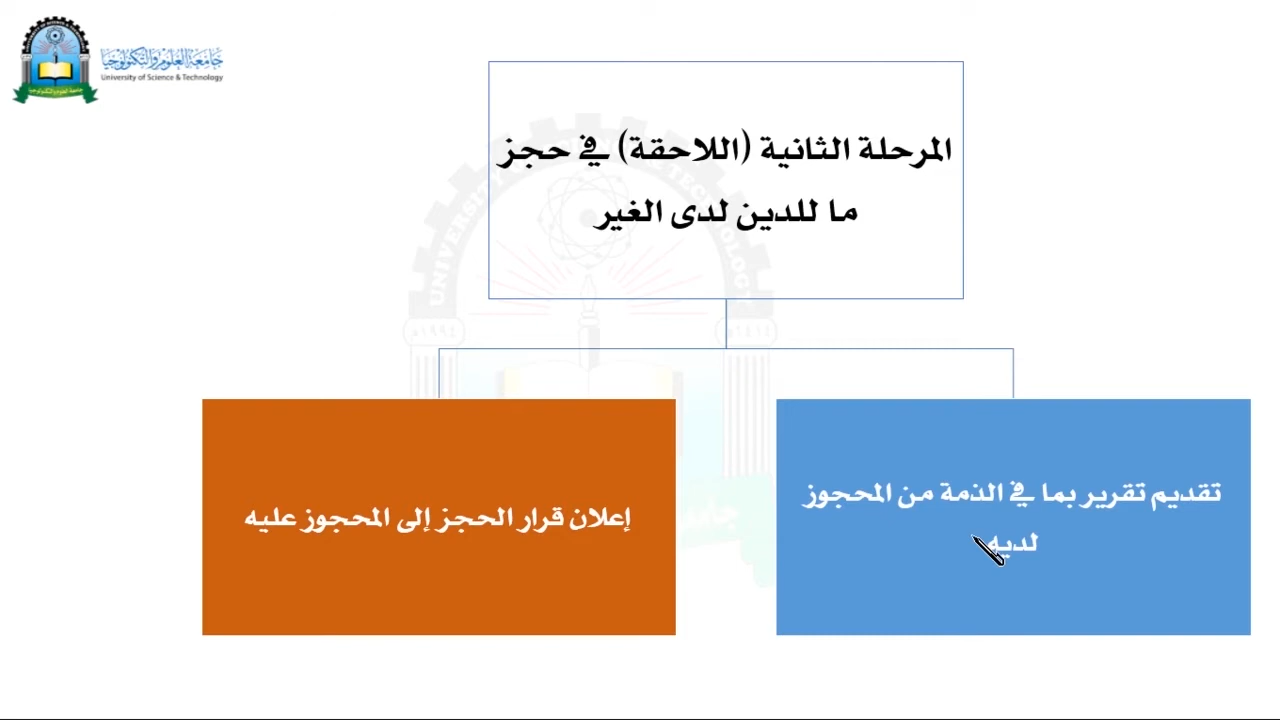 جامعة العلوم والتكنولوجيا
University of Science & Technology
المرحلة الثانية (اللاحقة) في حجز
ما للدين لدى الغير
تقديم تقرير بما في الذمة من المحجوز
لديه
إعلان قرار الحجز إلى المحجوز عليه